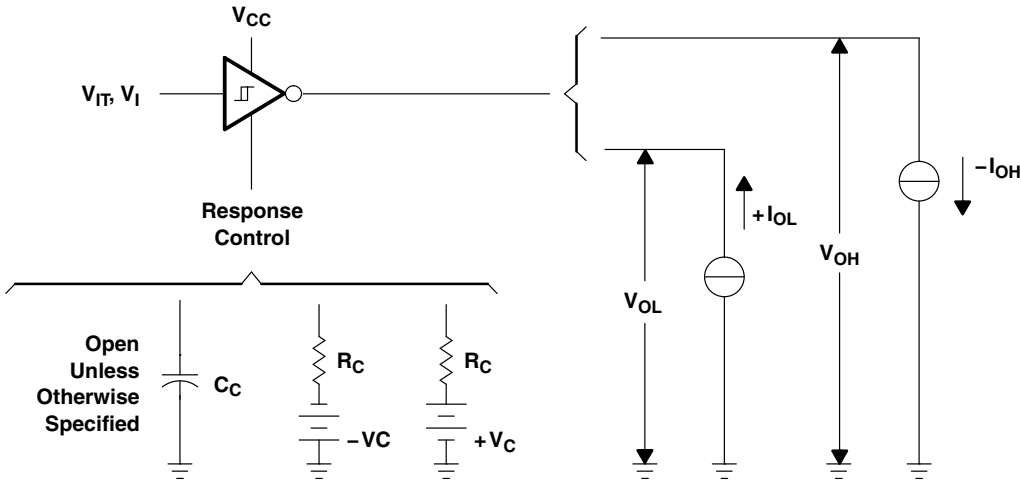 VCC
VIT, VI
Response
Control
Open
Unless
Otherwise
Specified
CC
RC
–VC
RC
+VC
VOL
+IOL
VOH
–IOH